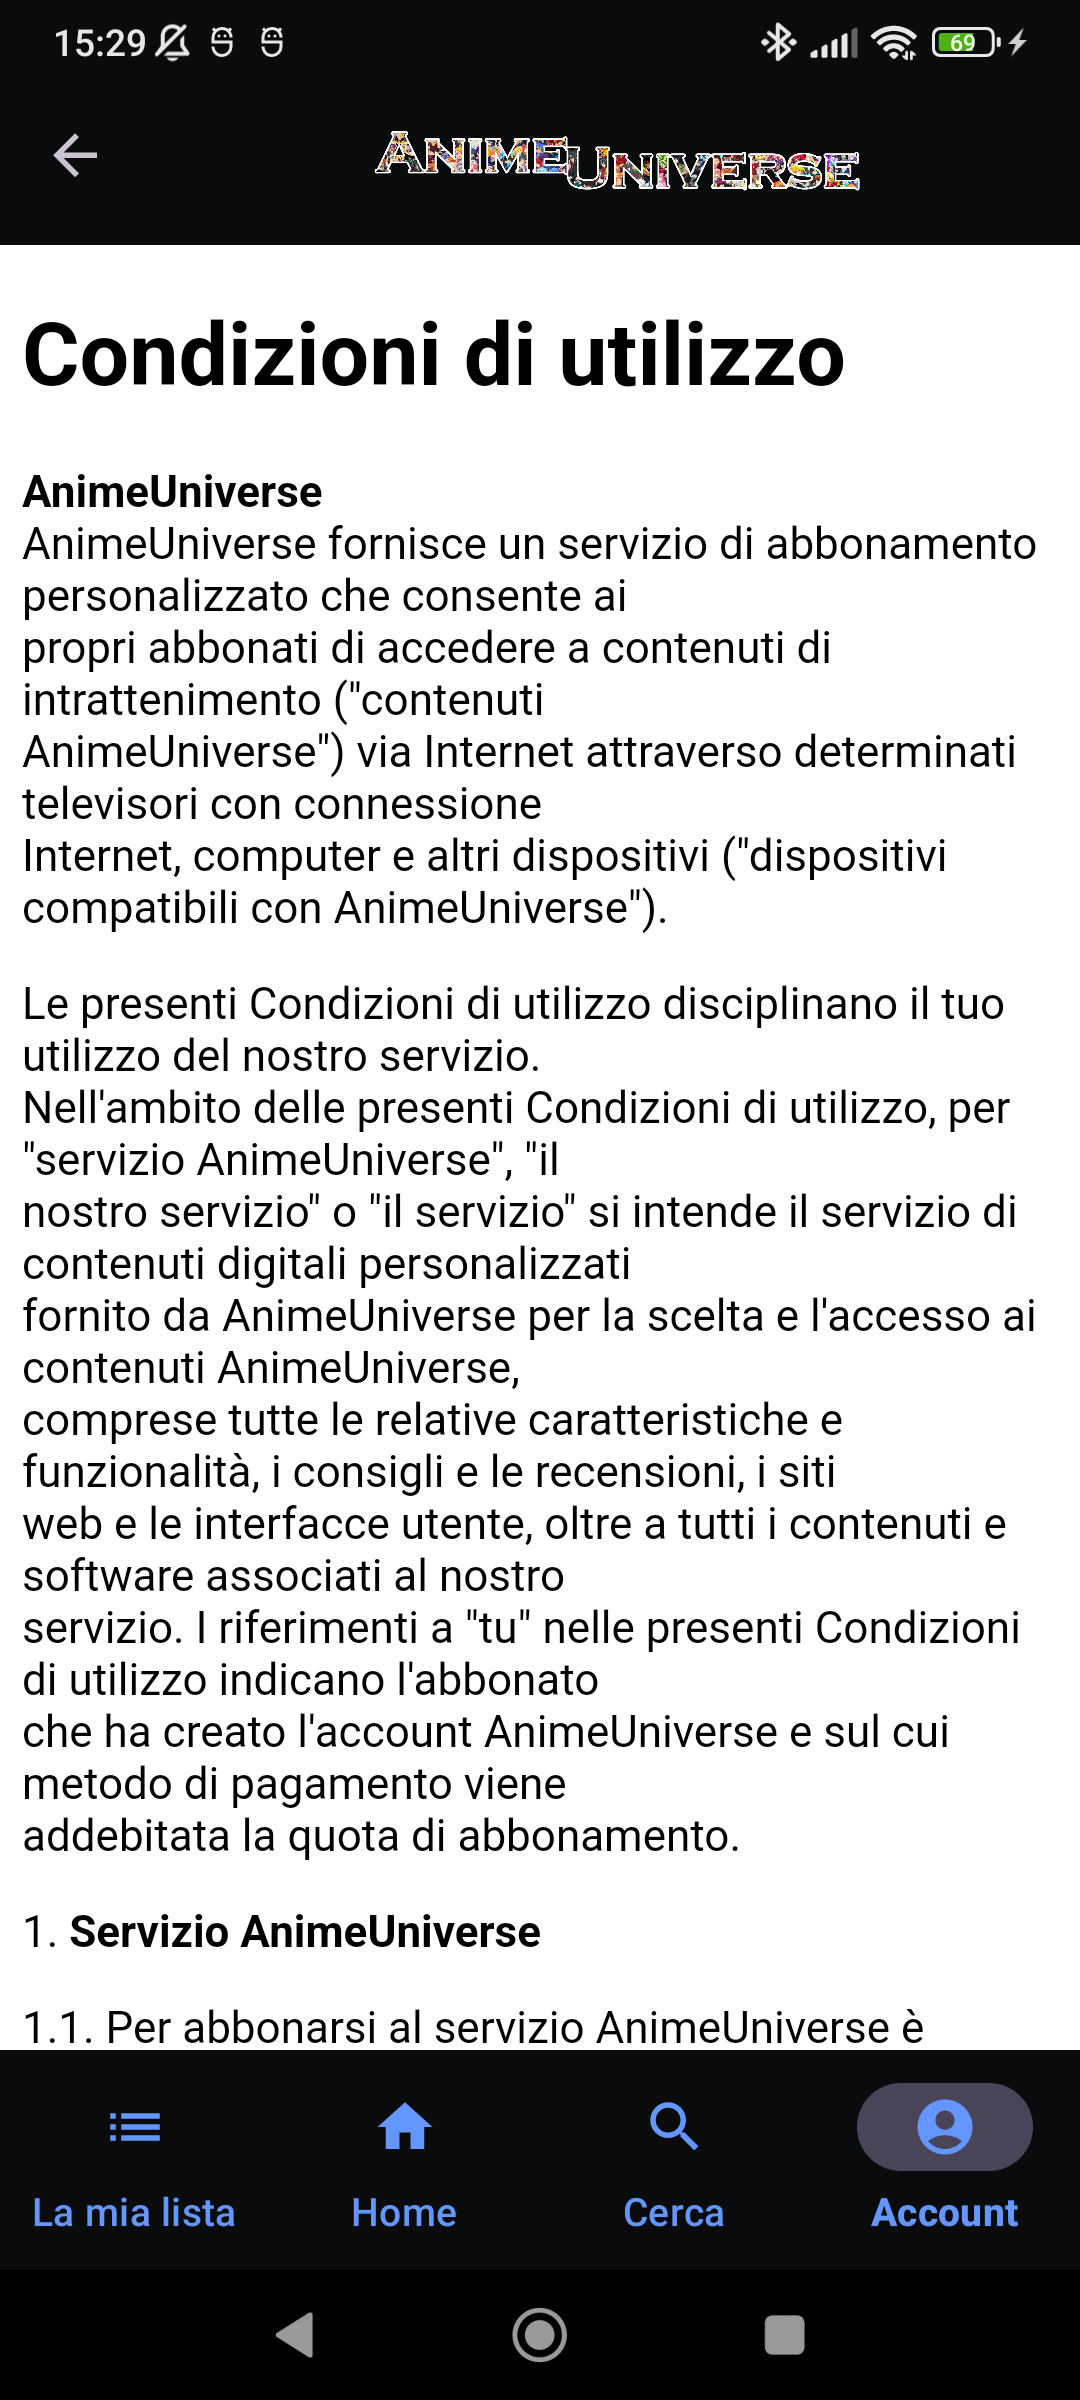 15:29
69
ANIMEUNIVERSE
Condizioni di utilizzo
AnimeUniverse
AnimeUniverse fornisce un servizio di abbonamento
personalizzato che consente ai
propri abbonati di accedere a contenuti di
intrattenimento ("contenuti
AnimeUniverse") via Internet attraverso determinati
televisori con connessione
Internet, computer e altri dispositivi ("dispositivi
compatibili con AnimeUniverse").
Le presenti Condizioni di utilizzo disciplinano il tuo
utilizzo del nostro servizio.
Nell'ambito delle presenti Condizioni di utilizzo, per
"servizio AnimeUniverse", "il
nostro servizio" o "il servizio" si intende il servizio di
contenuti digitali personalizzati
fornito da AnimeUniverse per la scelta e l'accesso ai
contenuti AnimeUniverse,
comprese tutte le relative caratteristiche e
funzionalità, i consigli e le recensioni, i siti
web e le interfacce utente, oltre a tutti i contenuti e
software associati al nostro
servizio. I riferimenti a "tu" nelle presenti Condizioni
di utilizzo indicano l'abbonato
che ha creato l'account AnimeUniverse e sul cui
metodo di pagamento viene
addebitata la quota di abbonamento.
1. Servizio AnimeUniverse
1.1. Per abbonarsi al servizio AnimeUniverse è
La mia lista
Home
Cerca
Account